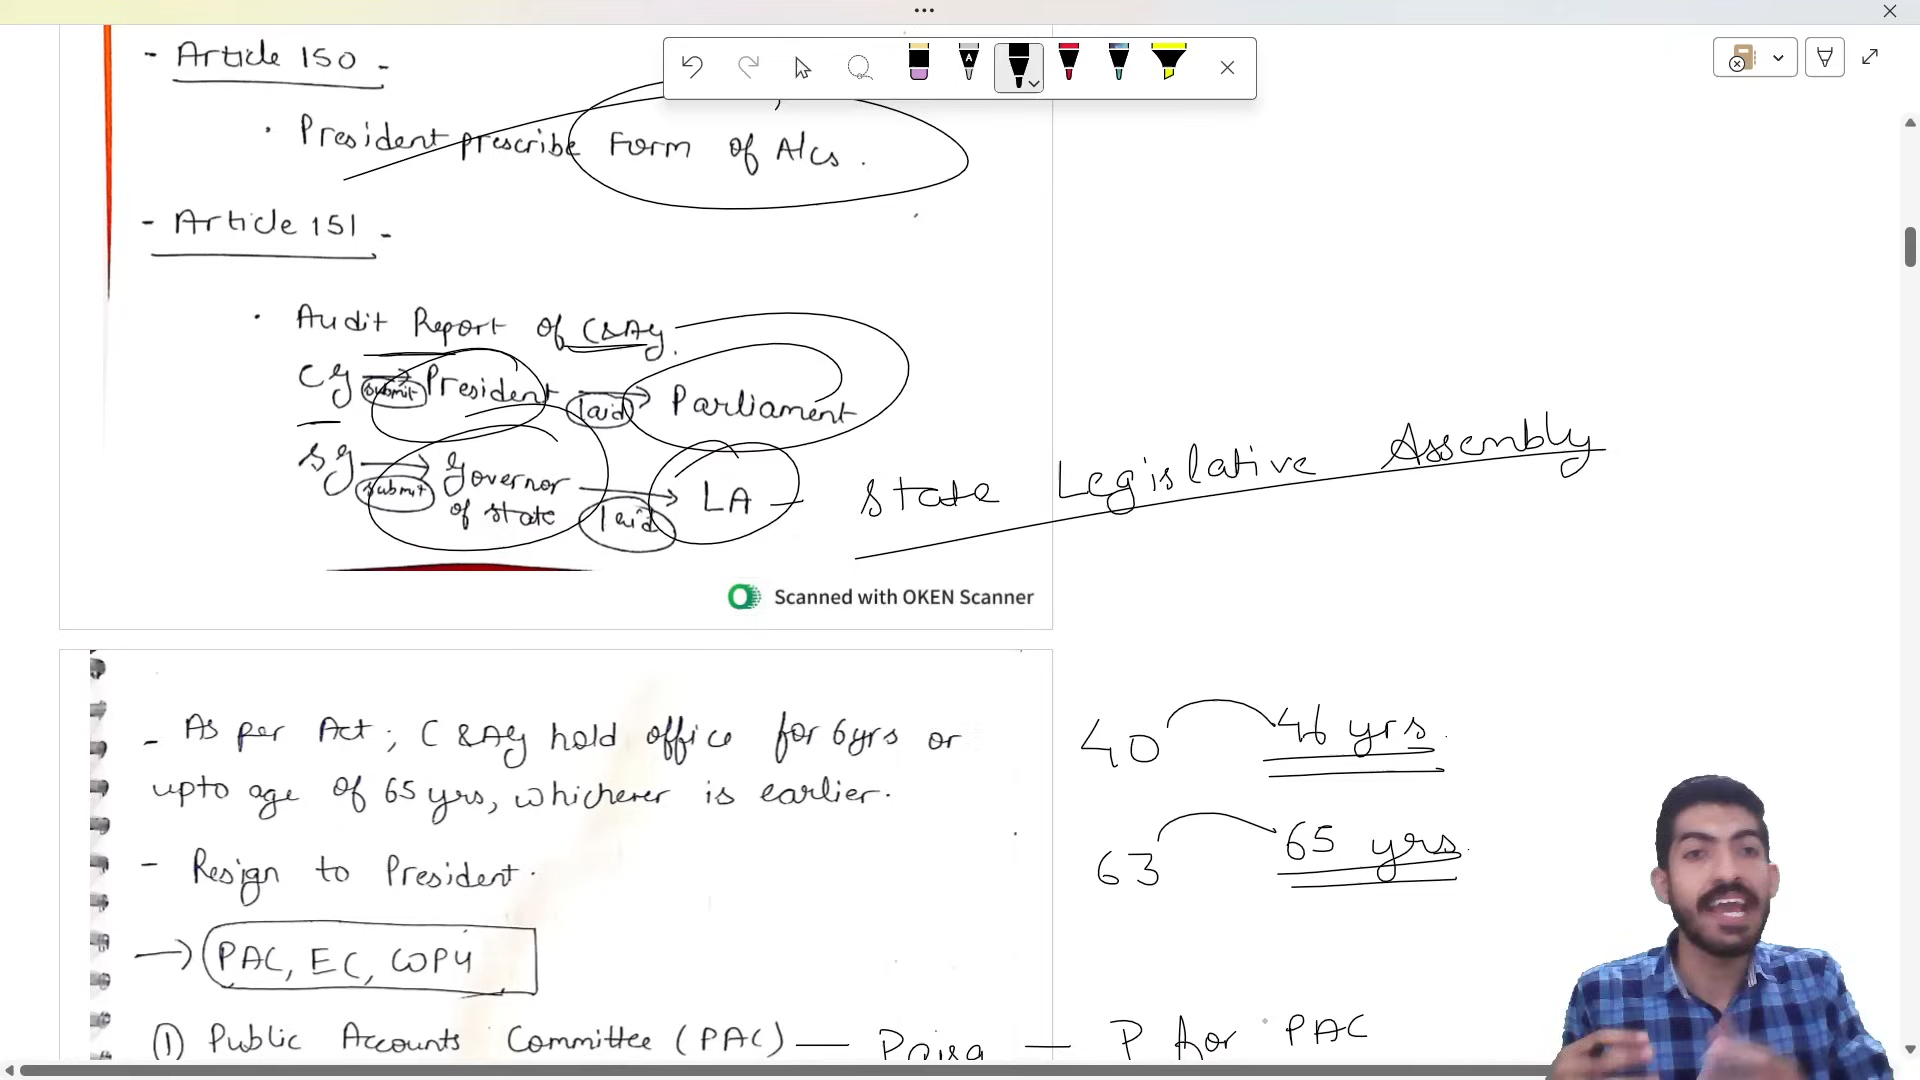 - Article 150 -
· President prescribe Form of A/cs.
- Article 151 -
· Audit Report of C&AG.
CG → President → Parliament
submit laid
SG → Governor of state → LA - State Legislative Assembly
submit laid
Scanned with OKEN Scanner
- As per Act; C&AG hold office for 6yrs or
upto age of 65 yrs, whichever is earlier.
40 46 yrs.
63 65 yrs.
- Resign to President.
→ PAC, EC, COPU
① Public Accounts Committee (PAC) — Paisa — P for PAC